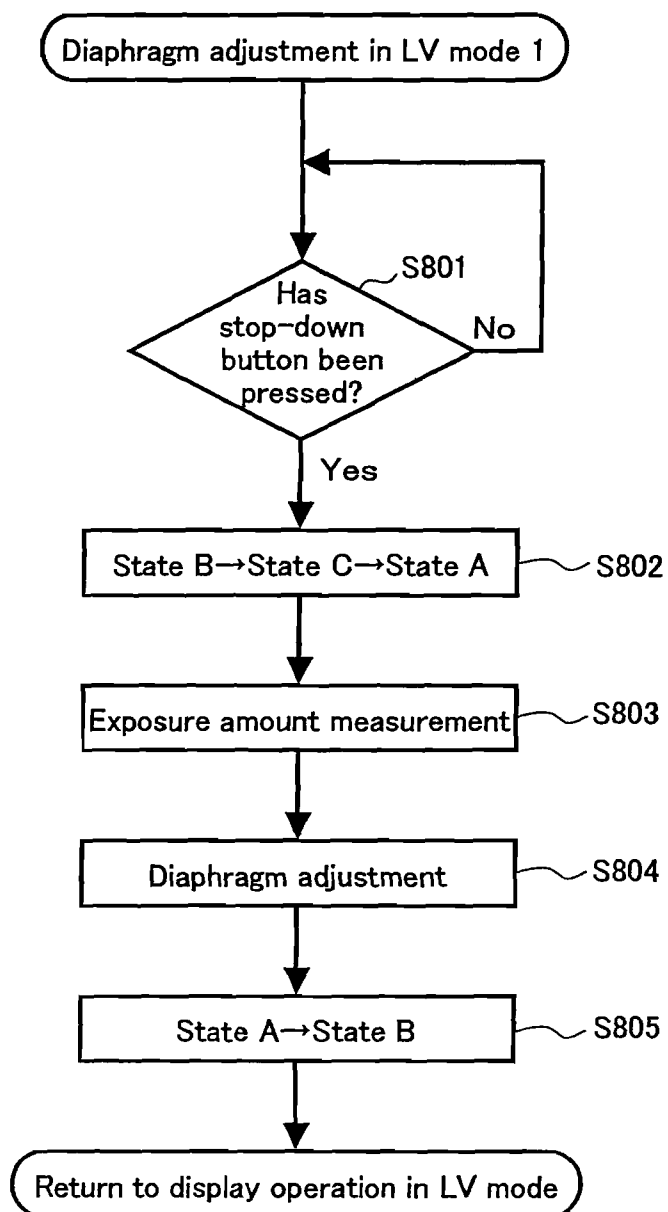 Diaphragm adjustment in LV mode 1
S801
Has
stop-down
button been
pressed?
No
Yes
State B→State C→State A
S802
Exposure amount measurement
S803
Diaphragm adjustment
S804
State A→State B
S805
Return to display operation in LV mode